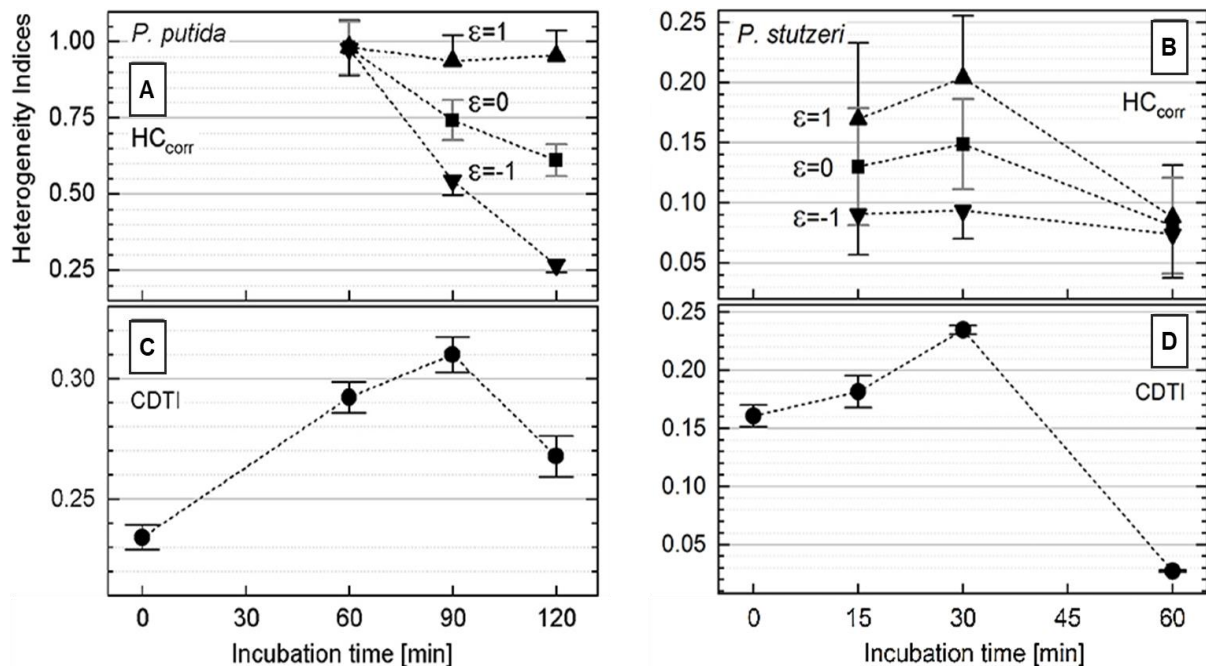 Heterogeneity Indices
P. putida
A
HCcorr
ε=1
ε=0
ε=-1
1.00
0.75
0.50
0.25
P. stutzeri
B
HCcorr
ε=1
ε=0
ε=-1
0.25
0.20
0.15
0.10
0.05
C
CDTI
0.30
0.25
0 30 60 90 120
Incubation time [min]
D
CDTI
0.25
0.20
0.15
0.10
0.05
0 15 30 45 60
Incubation time [min]